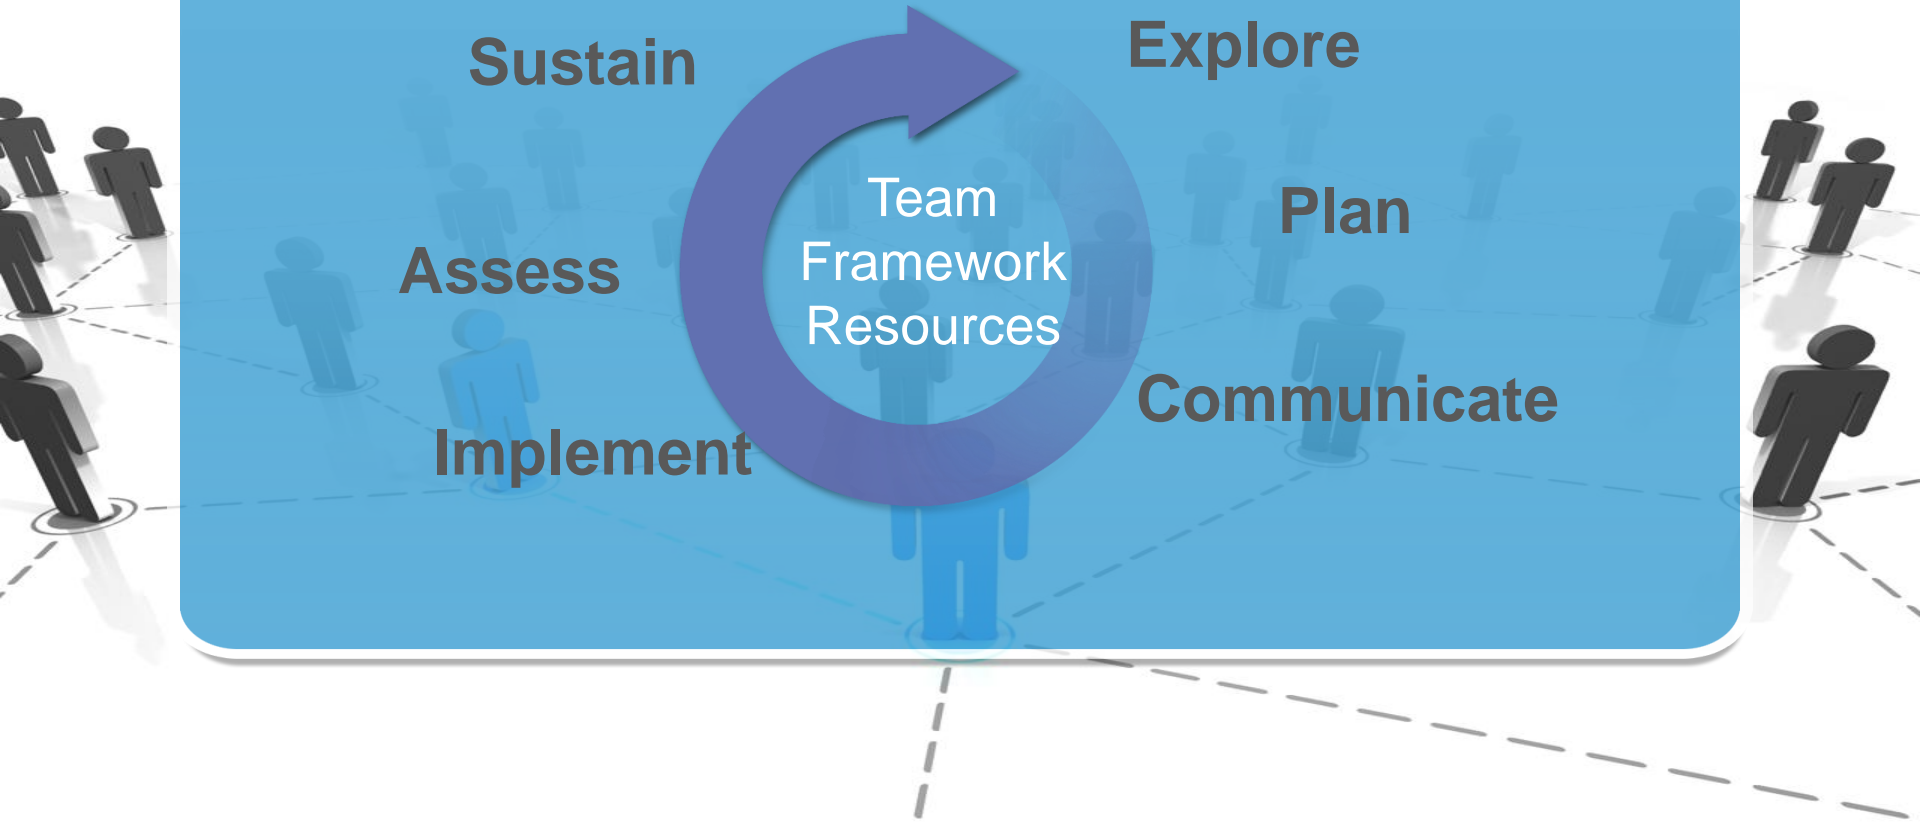 Sustain
Explore
Team
Framework
Resources
Plan
Assess
Communicate
Implement